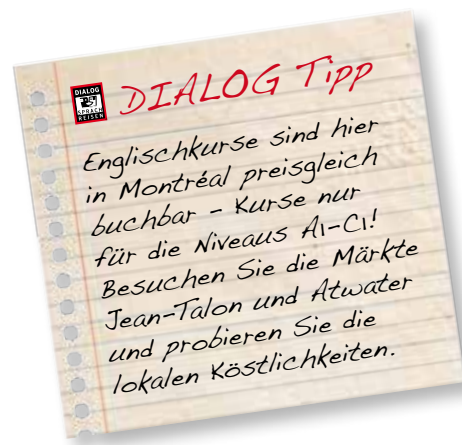 DIALOG
SPRACH
REISEN
DIALOG Tipp
Englischkurse sind hier
in Montréal preisgleich
buchbar - Kurse nur
für die Niveaus A1-C1!
Besuchen Sie die Märkte
Jean-Talon und Atwater
und probieren Sie die
lokalen Köstlichkeiten.